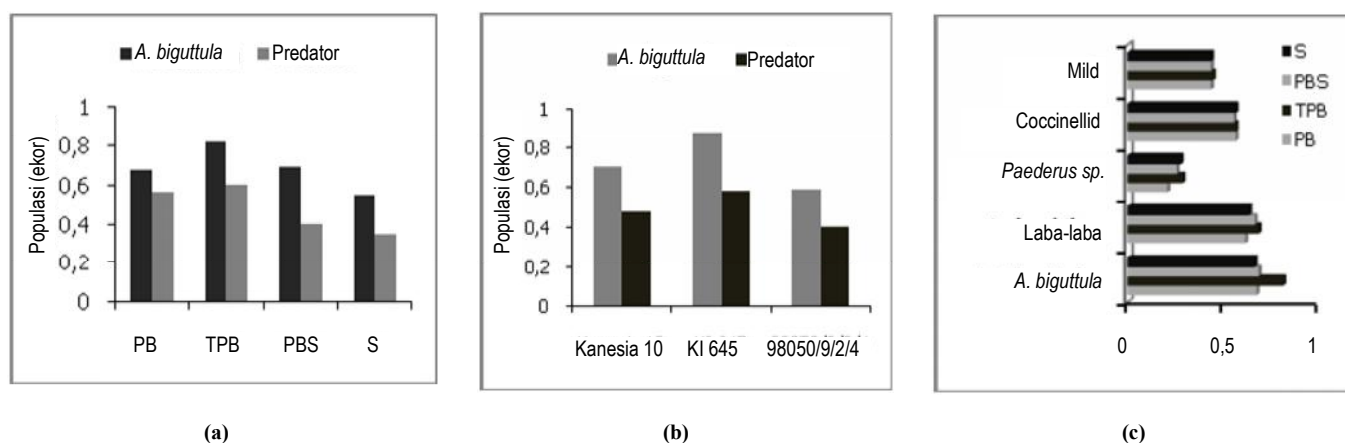 A. biguttula Predator
Populasi (ekor)
1
0,8
0,6
0,4
0,2
0
PB TPB PBS S
(a)
A. biguttula Predator
Populasi (ekor)
1
0,8
0,6
0,4
0,2
0
Kanesia 10 KI 645 98050/9/2/4
(b)
Mild
Coccinellid
Paederus sp.
Laba-laba
A. biguttula
S
PBS
TPB
PB
0 0,5 1
(c)